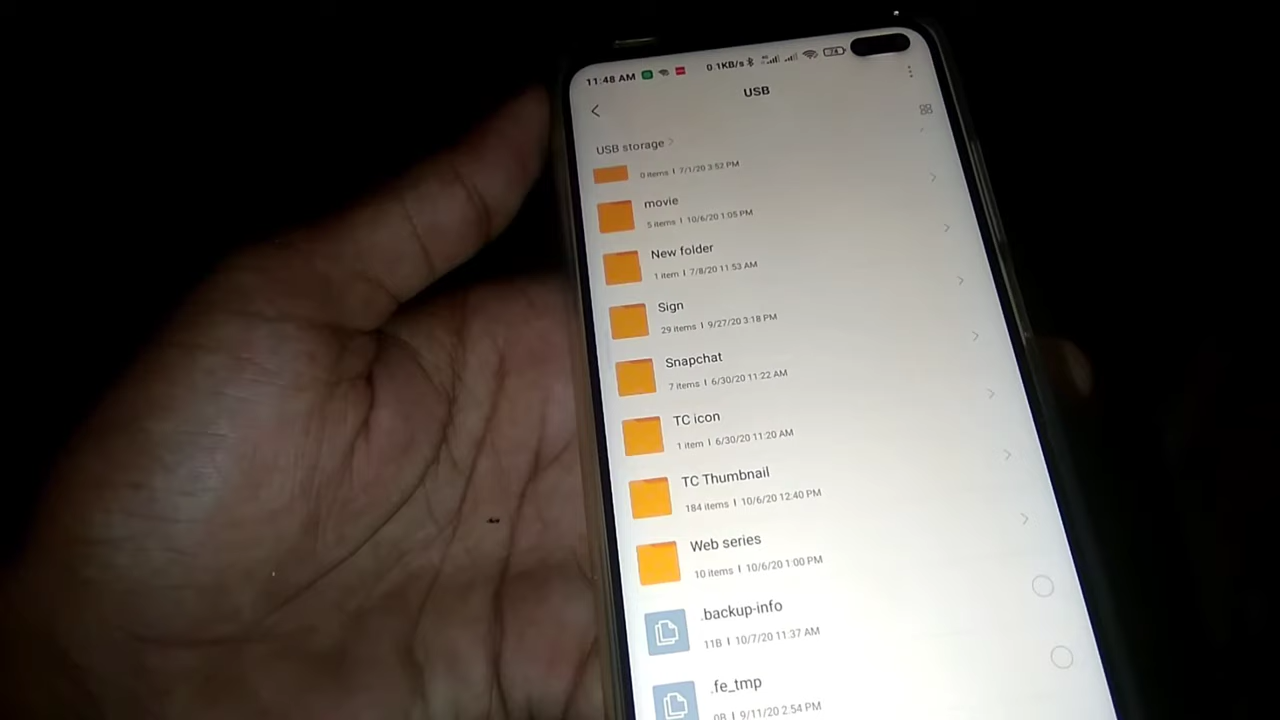 11:48 AM 0.1KB/s 74
USB
USB storage >
0 items | 7/1/20 3:52 PM
movie
5 items | 10/6/20 1:05 PM
New folder
1 item | 7/8/20 11:53 AM
Sign
29 items | 9/27/20 3:18 PM
Snapchat
7 items | 6/30/20 11:22 AM
TC icon
1 item | 6/30/20 11:20 AM
TC Thumbnail
184 items | 10/6/20 12:40 PM
Web series
10 items | 10/6/20 1:00 PM
.backup-info
11B | 10/7/20 11:37 AM
.fe_tmp
0B | 9/11/20 2:54 PM